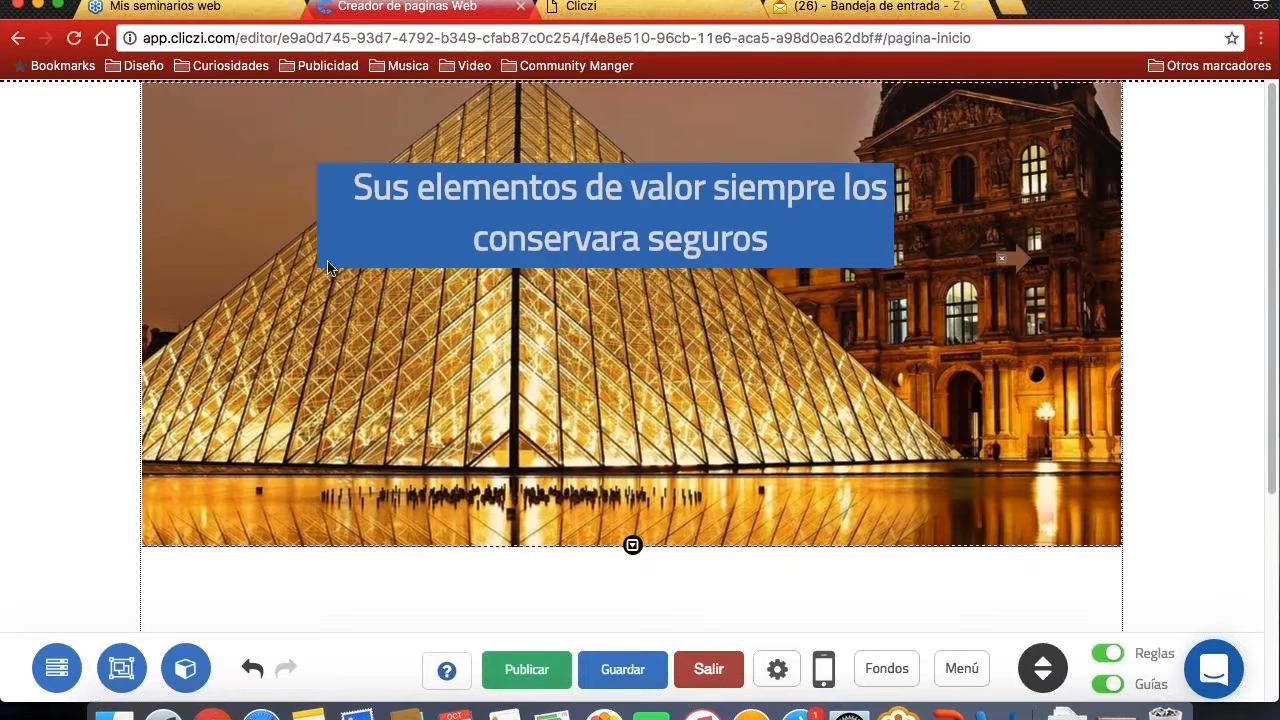 Mis seminarios web
Creador de paginas Web
Cliczi
(26) - Bandeja de entrada - Zo
app.cliczi.com/editor/e9a0d745-93d7-4792-b349-cfab87c0c254/f4e8e510-96cb-11e6-aca5-a98d0ea62dbf#/pagina-inicio
Bookmarks
Diseño
Curiosidades
Publicidad
Musica
Video
Community Manger
Otros marcadores
Sus elementos de valor siempre los
conservara seguros
?
Publicar
Guardar
Salir
Fondos
Menú
Reglas
Guías
OCT
1